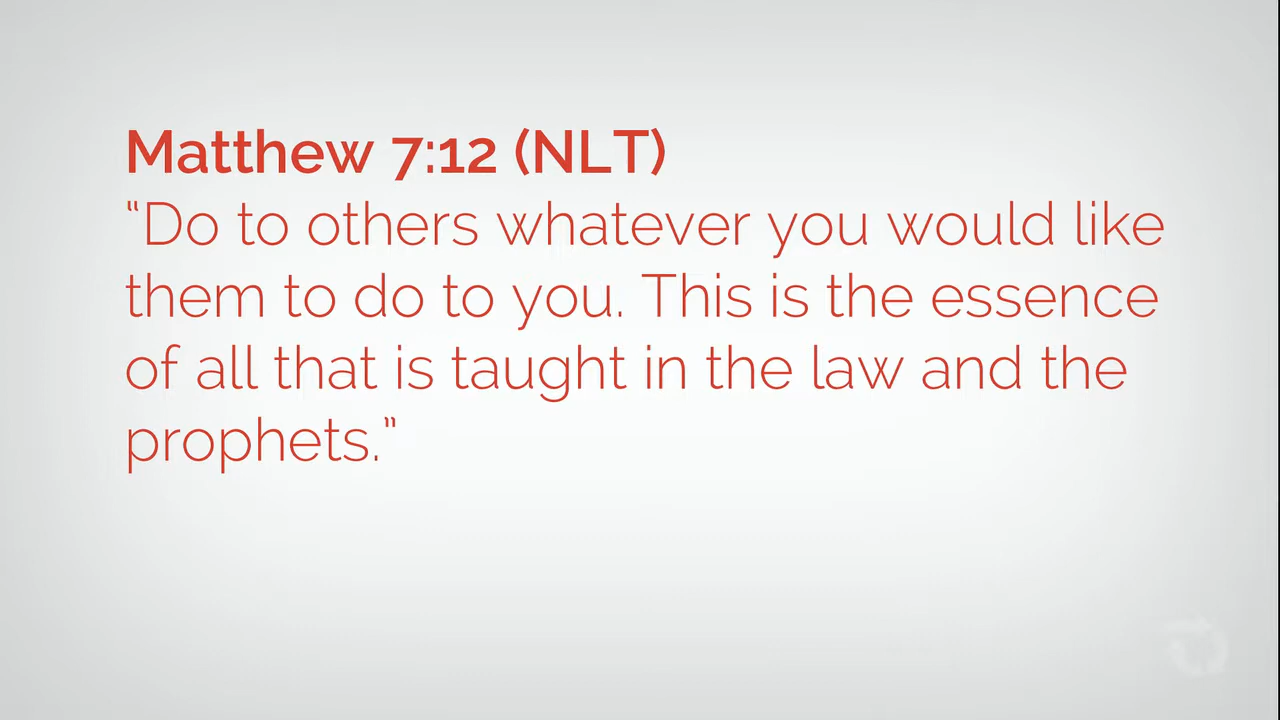 Matthew 7:12 (NLT)
“Do to others whatever you would like
them to do to you. This is the essence
of all that is taught in the law and the
prophets.”